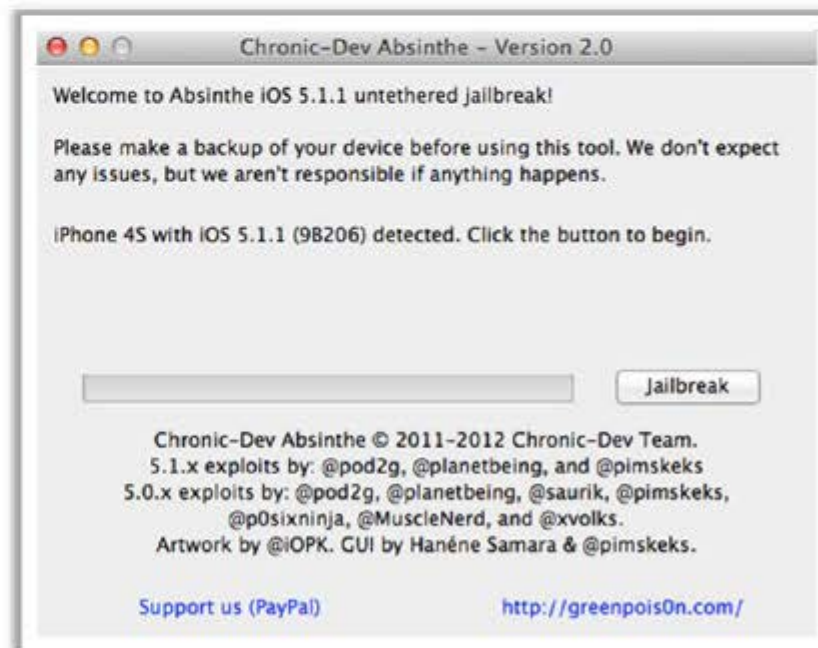 Chronic-Dev Absinthe - Version 2.0
Welcome to Absinthe iOS 5.1.1 untethered jailbreak!
Please make a backup of your device before using this tool. We don't expect
any issues, but we aren't responsible if anything happens.
iPhone 4S with iOS 5.1.1 (9B206) detected. Click the button to begin.
Jailbreak
Chronic-Dev Absinthe © 2011-2012 Chronic-Dev Team.
5.1.x exploits by: @pod2g, @planetbeing, and @pimskeks
5.0.x exploits by: @pod2g, @planetbeing, @saurik, @pimskeks,
@p0sixninja, @MuscleNerd, and @xvolks.
Artwork by @iOPK. GUI by Hanéne Samara & @pimskeks.
Support us (PayPal)
http://greenpois0n.com/